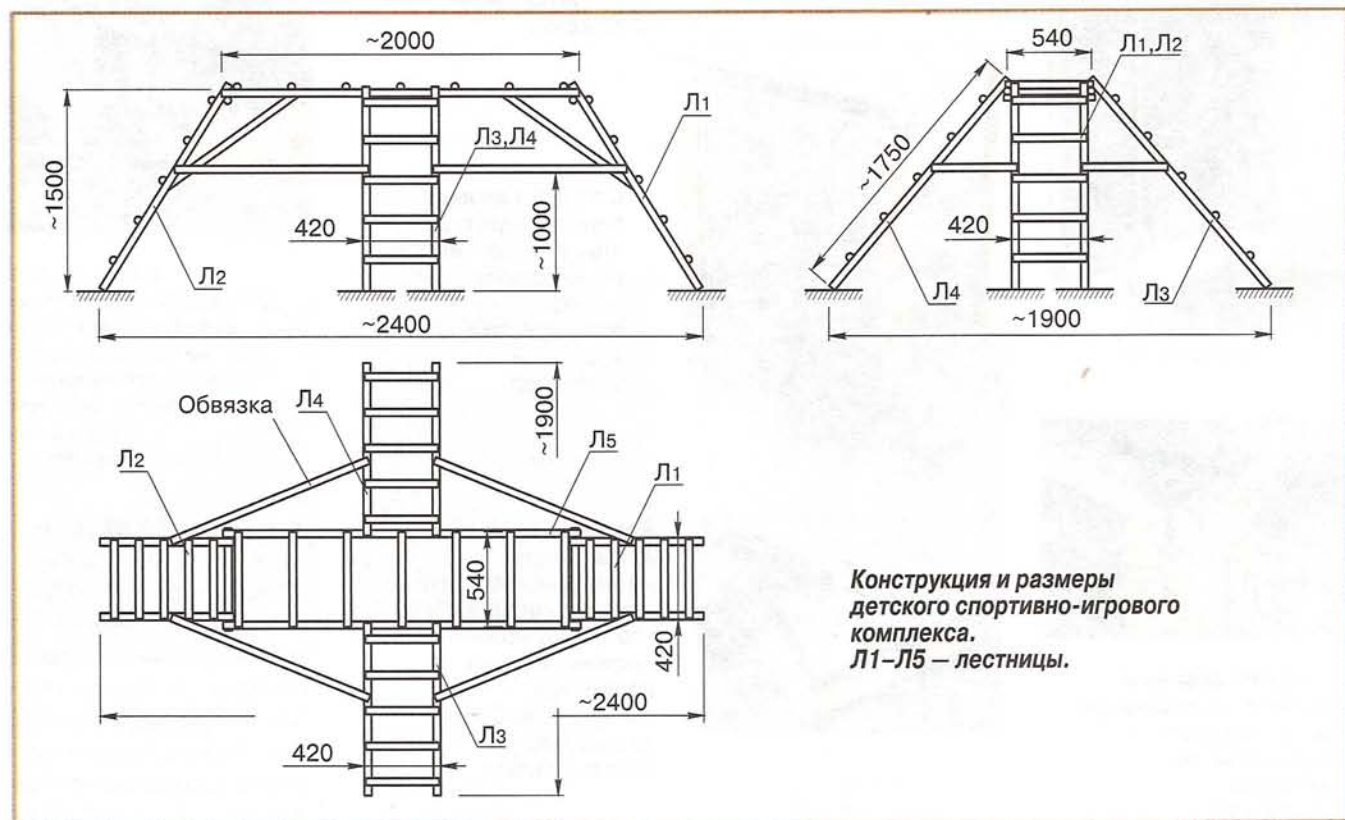 ~2000
~1500
Л1
Л3,Л4
420
~1000
Л2
~2400
540
Л1,Л2
~1750
420
Л4
Л3
~1900
Обвязка
Л4
~1900
Л2
Л5
Л1
540
420
~2400
Л3
420
Конструкция и размеры
детского спортивно-игрового
комплекса.
Л1–Л5 – лестницы.